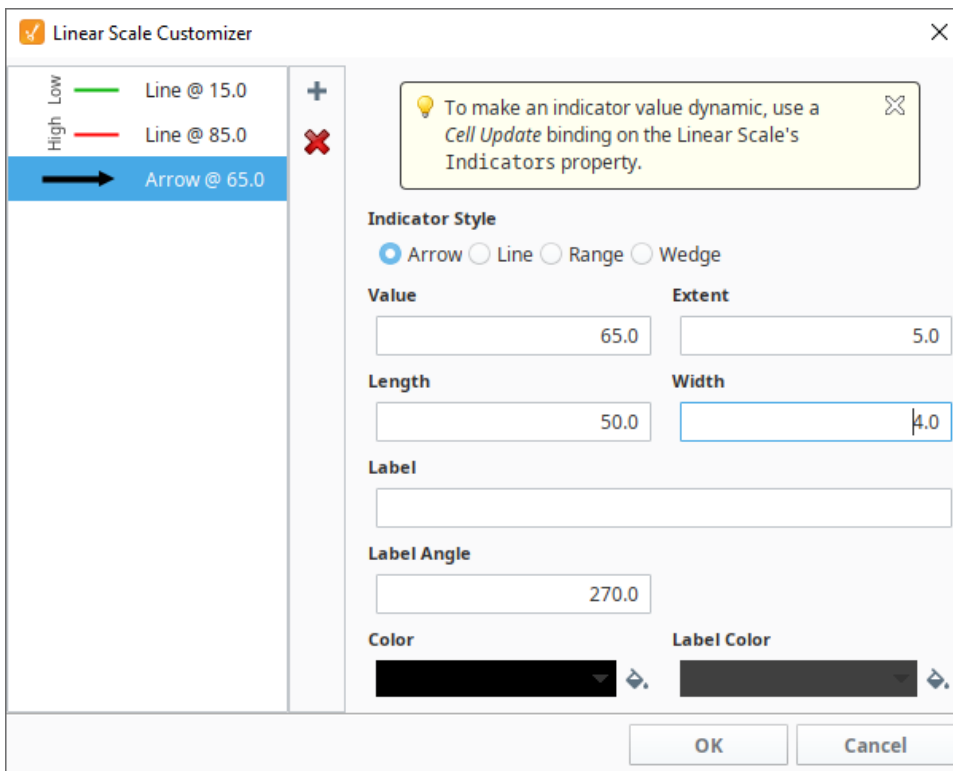 Linear Scale Customizer
Low
Line @ 15.0
High
Line @ 85.0
Arrow @ 65.0
To make an indicator value dynamic, use a
Cell Update binding on the Linear Scale's
Indicators property.
Indicator Style
Arrow Line Range Wedge
Value Extent
65.0 5.0
Length Width
50.0 4.0
Label
Label Angle
270.0
Color Label Color
OK Cancel